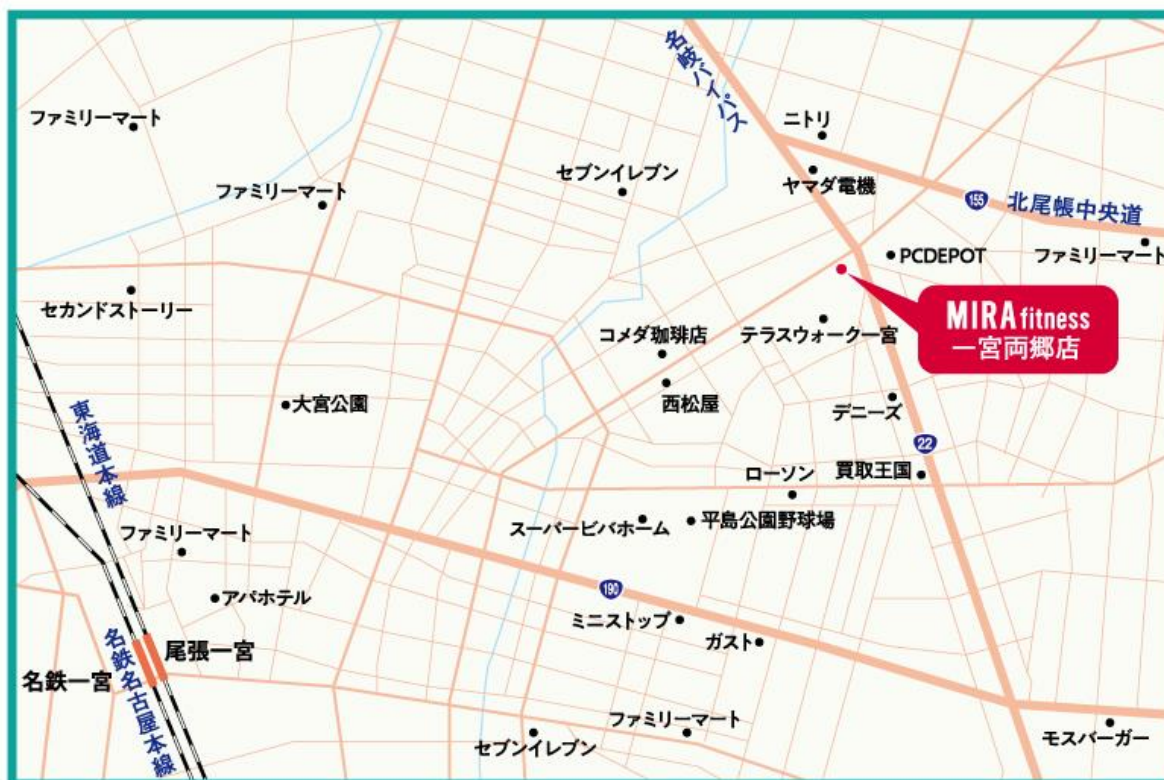 名岐バイパス
ファミリーマート
ニトリ
セブンイレブン
ヤマダ電機
ファミリーマート
155
北尾帳中央道
PCDEPOT
ファミリーマート
セカンドストーリー
MIRA fitness
一宮両郷店
コメダ珈琲店
テラスウォーク一宮
西松屋
大宮公園
デニーズ
東海道本線
22
ローソン
買取王国
スーパービバホーム
平島公園野球場
ファミリーマート
190
アパホテル
ミニストップ
ガスト
尾張一宮
名鉄一宮
名鉄名古屋本線
ファミリーマート
セブンイレブン
モスバーガー